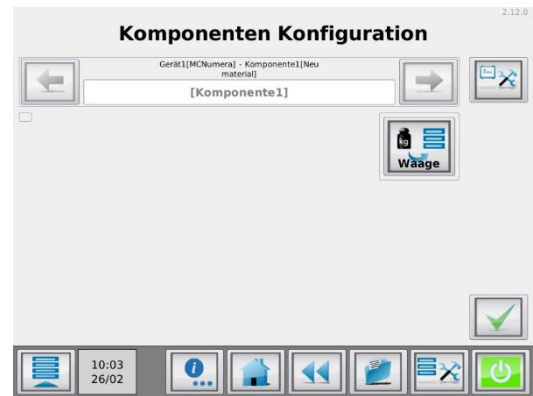 2.12.0
Komponenten Konfiguration
Gerät1[MCNumera] - Komponente1[Neu
material]
[Komponente1]
kg
Waage
10:03
26/02